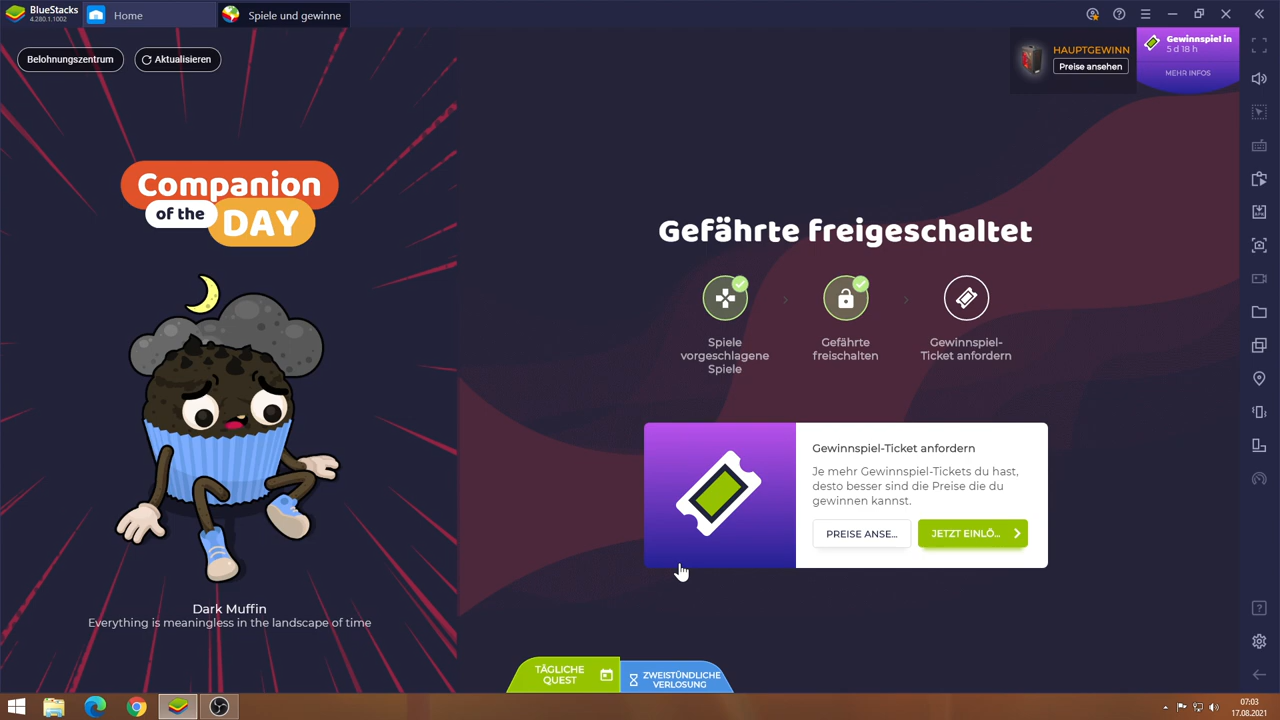 BlueStacks
4.280.1.1002
Home
Spiele und gewinne
Belohnungszentrum
Aktualisieren
HAUPTGEWINN
Preise ansehen
Gewinnspiel in
5 d 18 h
MEHR INFOS
Companion
of the
DAY
Gefährte freigeschaltet
Spiele
vorgeschlagene
Spiele
Gefährte
freischalten
Gewinnspiel-
Ticket anfordern
Gewinnspiel-Ticket anfordern
Je mehr Gewinnspiel-Tickets du hast,
desto besser sind die Preise die du
gewinnen kannst.
PREISE ANSE...
JETZT EINLÖ...
Dark Muffin
Everything is meaningless in the landscape of time
TÄGLICHE
QUEST
ZWEISTÜNDLICHE
VERLOSUNG
07:03
17.08.2021